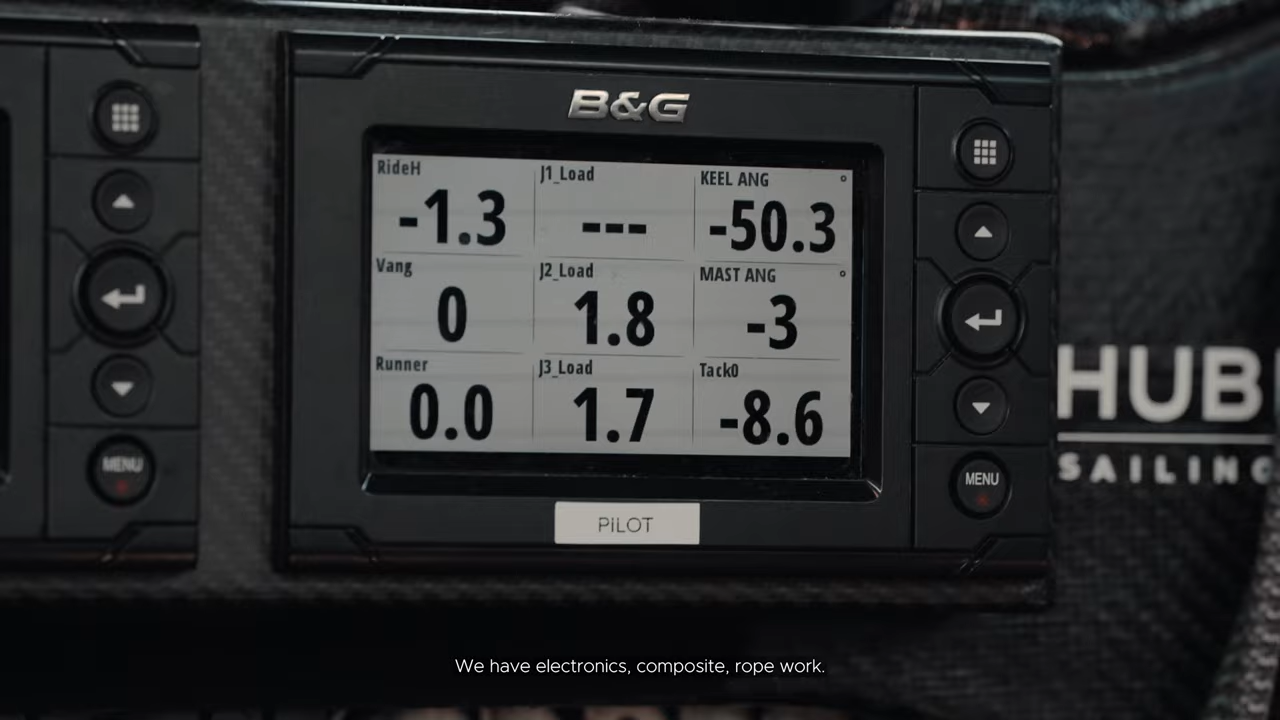 B&G
RideH
-1.3
J1_Load
---
KEEL ANG °
-50.3
Vang
0
J2_Load
1.8
MAST ANG °
-3
Runner
0.0
J3_Load
1.7
Tack0
-8.6
PiLOT
MENU
MENU
HUB
SAILING
We have electronics, composite, rope work.